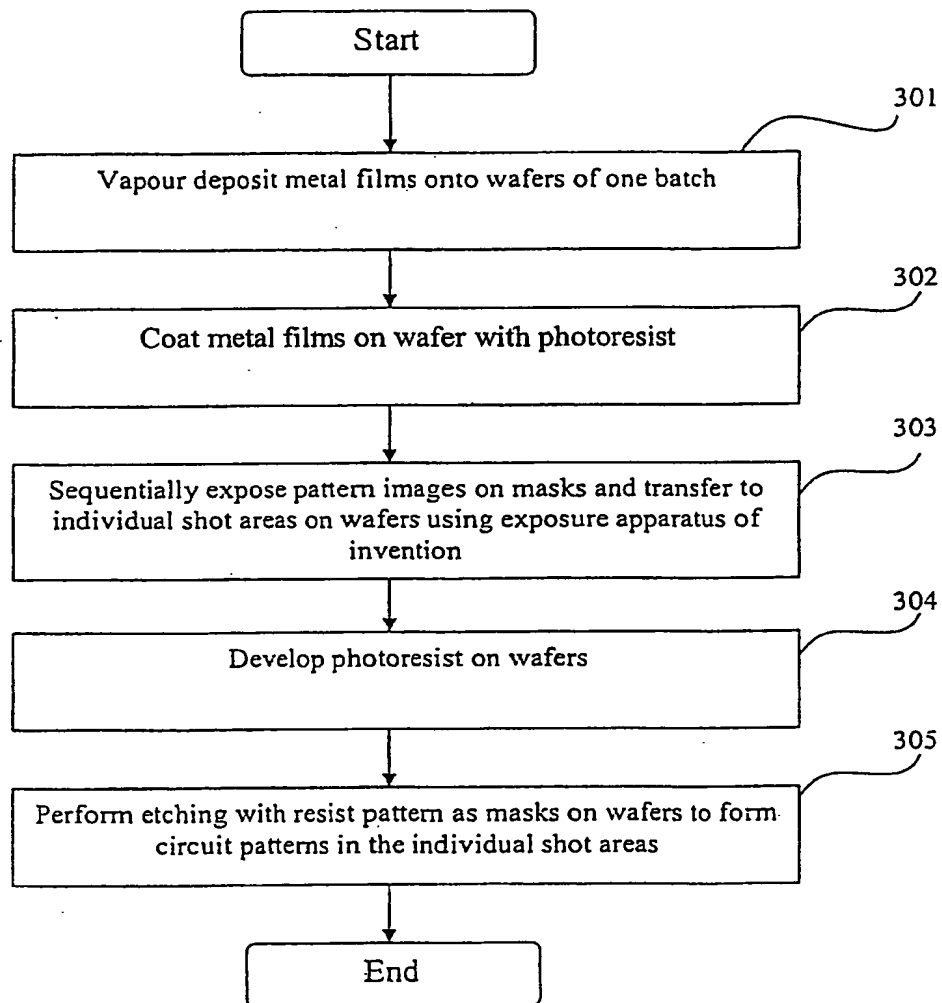 Start
301
Vapour deposit metal films onto wafers of one batch
302
Coat metal films on wafer with photoresist
303
Sequentially expose pattern images on masks and transfer to
individual shot areas on wafers using exposure apparatus of
invention
304
Develop photoresist on wafers
305
Perform etching with resist pattern as masks on wafers to form
circuit patterns in the individual shot areas
End